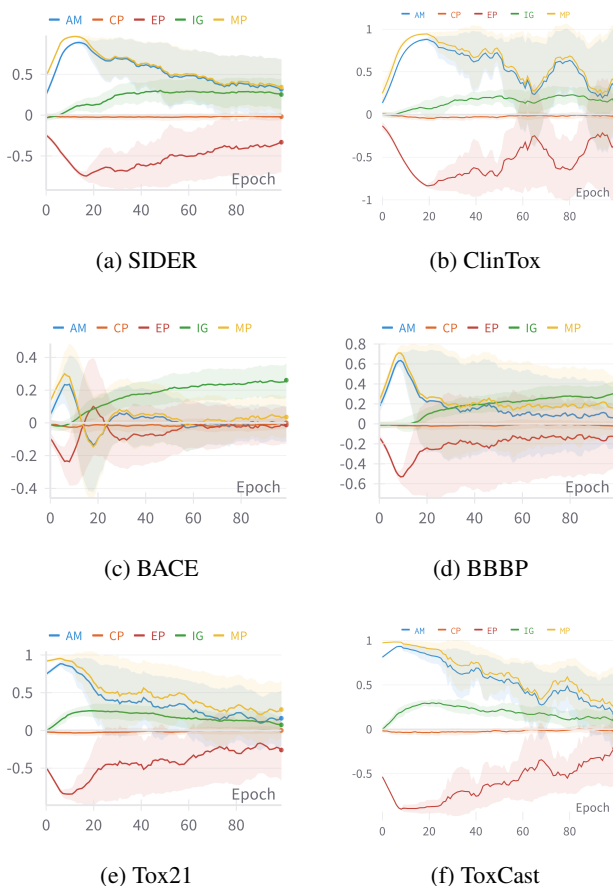 AM CP EP IG MP
0.5
0
-0.5
Epoch
0 20 40 60 80
(a) SIDER
AM CP EP IG MP
1
0.5
0
-0.5
-1
Epoch
0 20 40 60 80
(b) ClinTox
AM CP EP IG MP
0.4
0.2
0
-0.2
-0.4
Epoch
0 20 40 60 80
(c) BACE
AM CP EP IG MP
0.8
0.6
0.4
0.2
0
-0.2
-0.4
-0.6
Epoch
0 20 40 60 80
(d) BBBP
AM CP EP IG MP
1
0.5
0
-0.5
Epoch
0 20 40 60 80
(e) Tox21
AM CP EP IG MP
1
0.5
0
-0.5
Epoch
0 20 40 60 80
(f) ToxCast